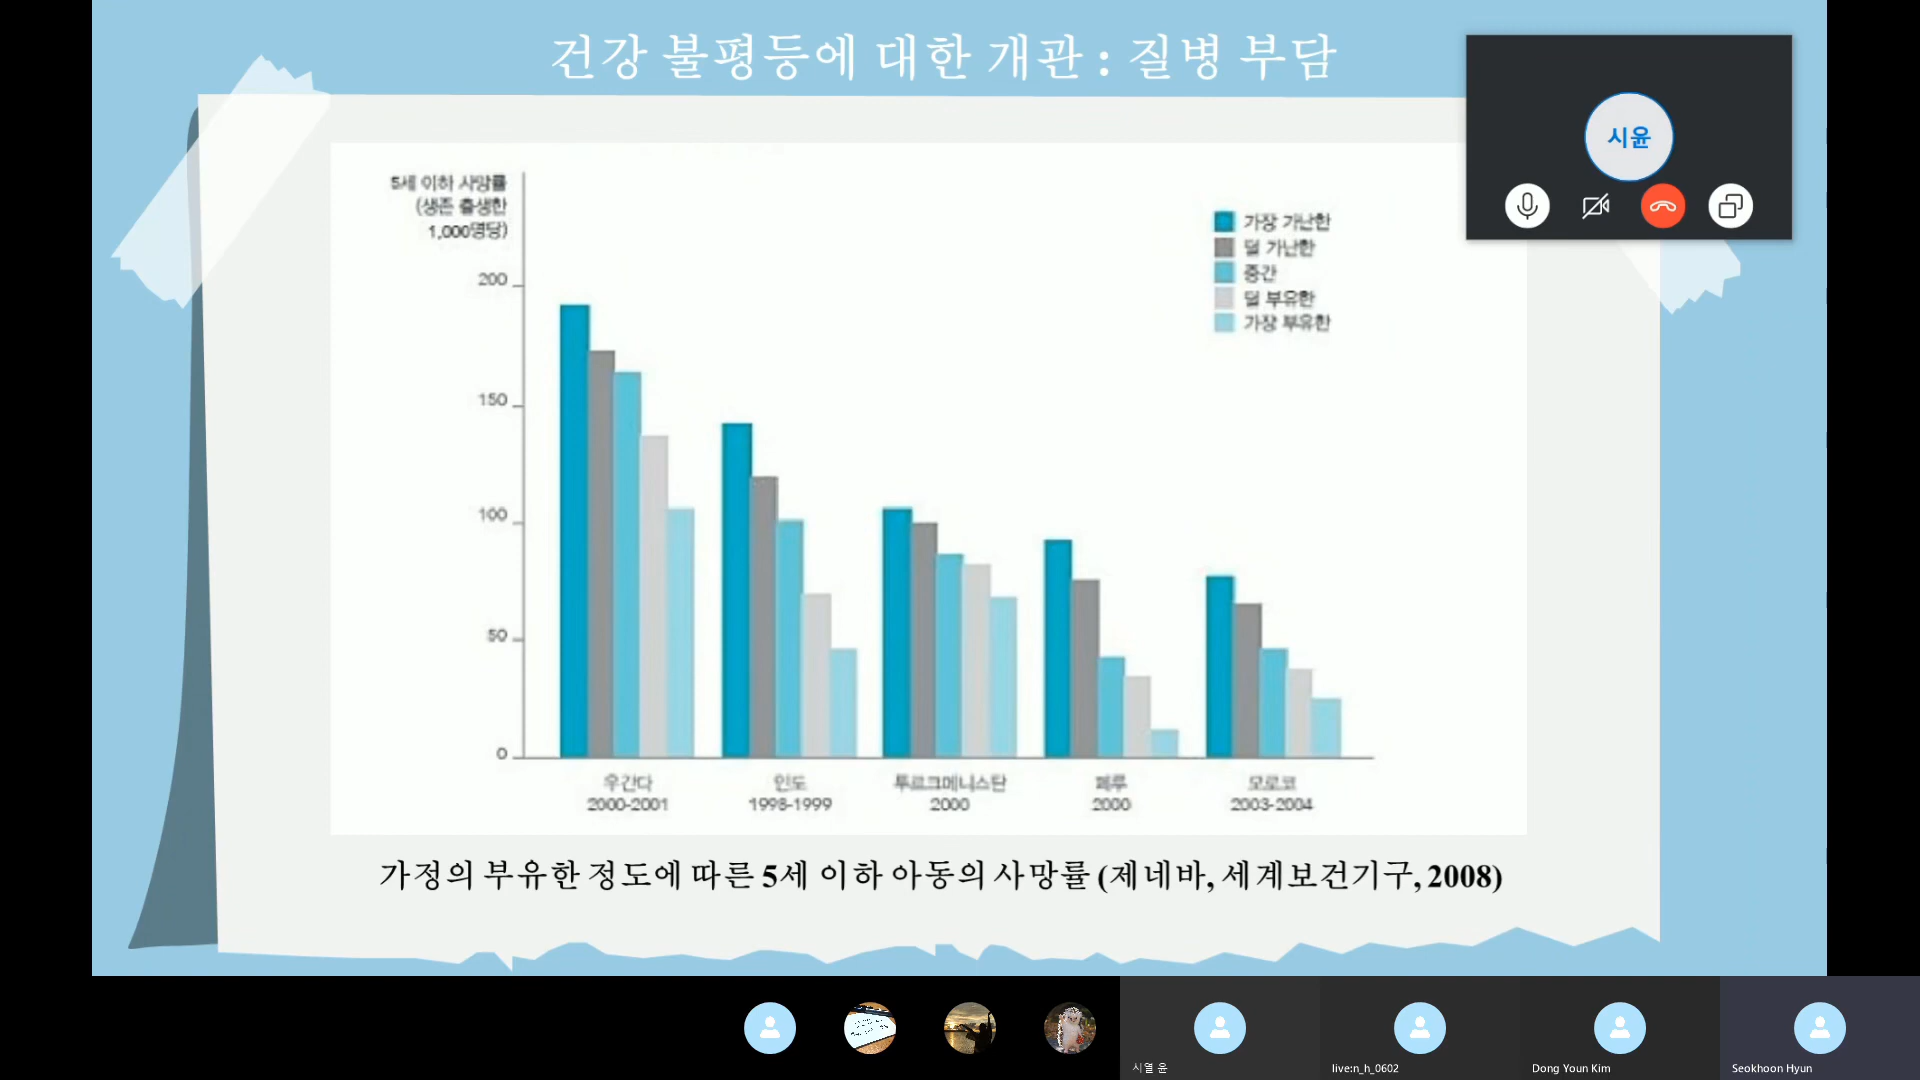 건강 불평등에 대한 개관 : 질병 부담
시윤
5세 이하 사망률
(생존 출생한
1,000명당)
200
150
100
50
0
가장 가난한
덜 가난한
중간
덜 부유한
가장 부유한
우간다
2000-2001
인도
1998-1999
투르크메니스탄
2000
페루
2000
모로코
2003-2004
가정의 부유한 정도에 따른 5세 이하 아동의 사망률 (제네바, 세계보건기구, 2008)
시열 윤
live:n_h_0602
Dong Youn Kim
Seokhoon Hyun